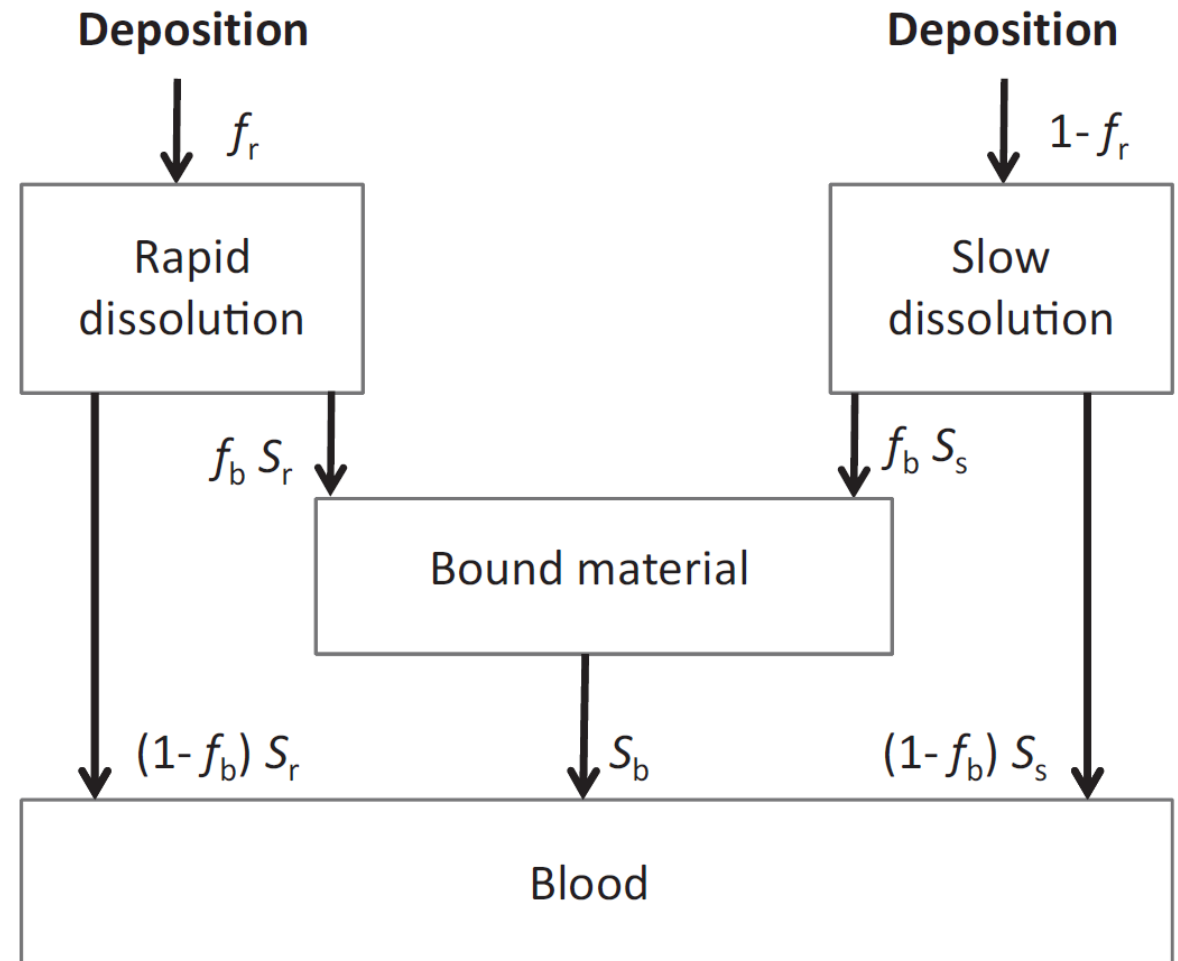 Deposition
Deposition
fr
1- fr
Rapid
dissolution
Slow
dissolution
fb Sr
fb Ss
Bound material
(1- fb) Sr
Sb
(1- fb) Ss
Blood